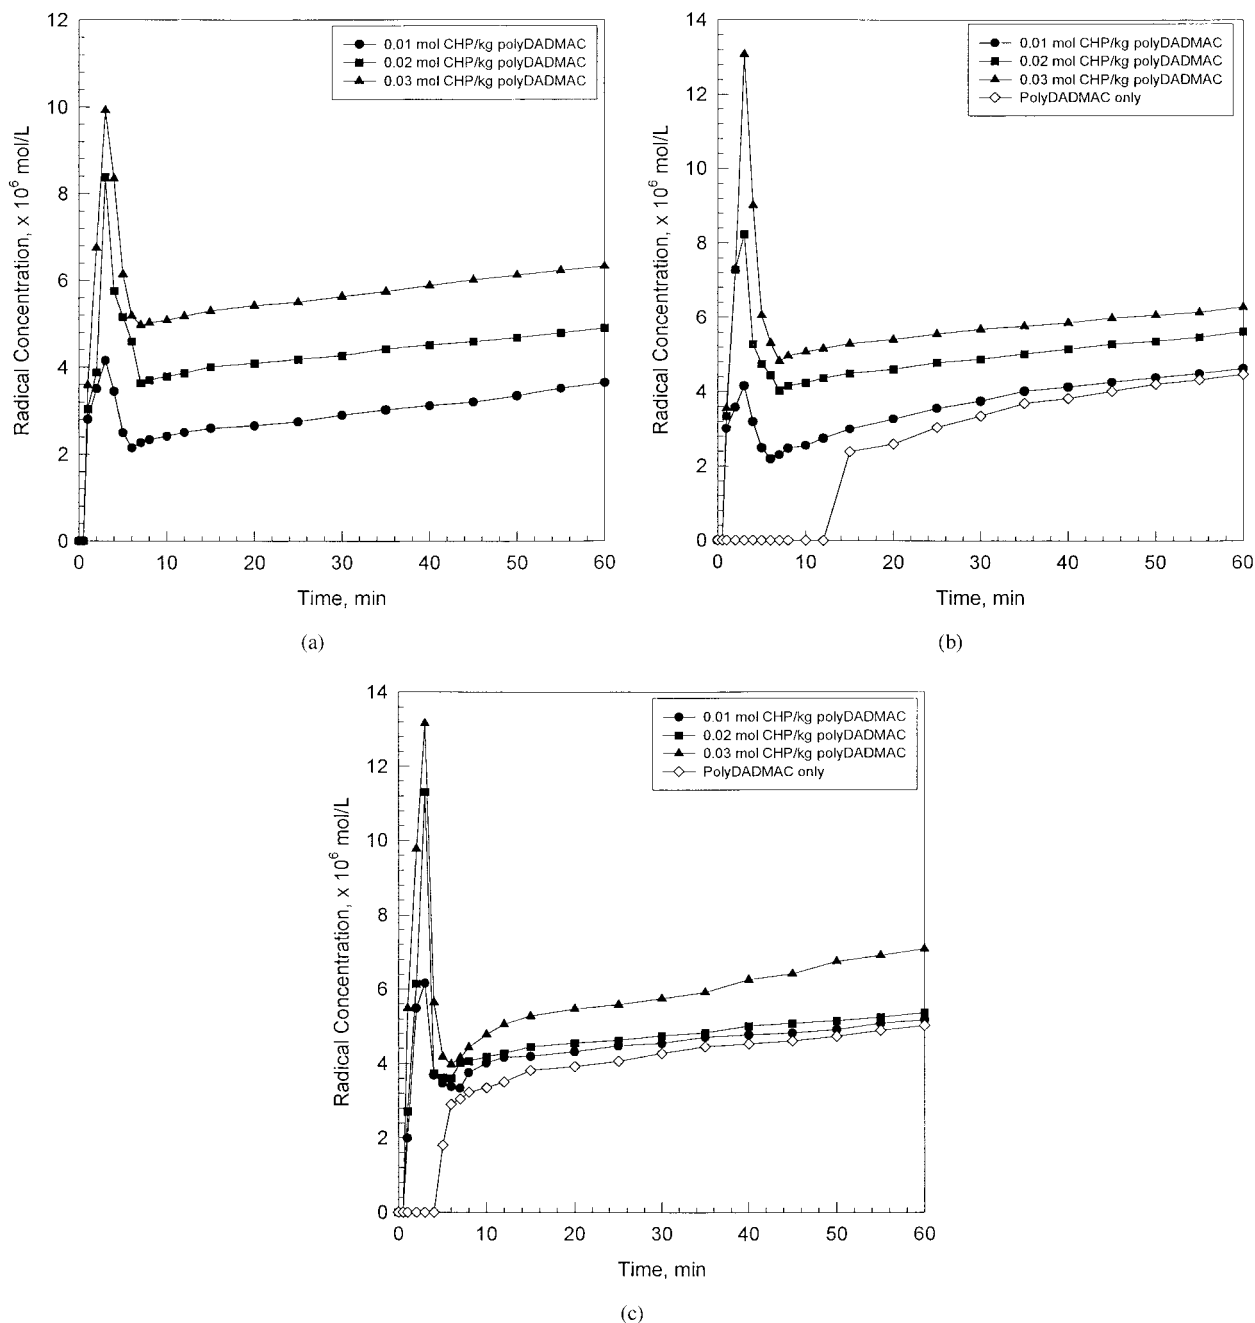 12
10
8
6
4
2
0
Radical Concentration, x 10⁶ mol/L
0.01 mol CHP/kg polyDADMAC
0.02 mol CHP/kg polyDADMAC
0.03 mol CHP/kg polyDADMAC
0 10 20 30 40 50 60
Time, min
(a)
14
12
10
8
6
4
2
0
Radical Concentration, x 10⁶ mol/L
0.01 mol CHP/kg polyDADMAC
0.02 mol CHP/kg polyDADMAC
0.03 mol CHP/kg polyDADMAC
PolyDADMAC only
0 10 20 30 40 50 60
Time, min
(b)
14
12
10
8
6
4
2
0
Radical Concentration, x 10⁶ mol/L
0.01 mol CHP/kg polyDADMAC
0.02 mol CHP/kg polyDADMAC
0.03 mol CHP/kg polyDADMAC
PolyDADMAC only
0 10 20 30 40 50 60
Time, min
(c)